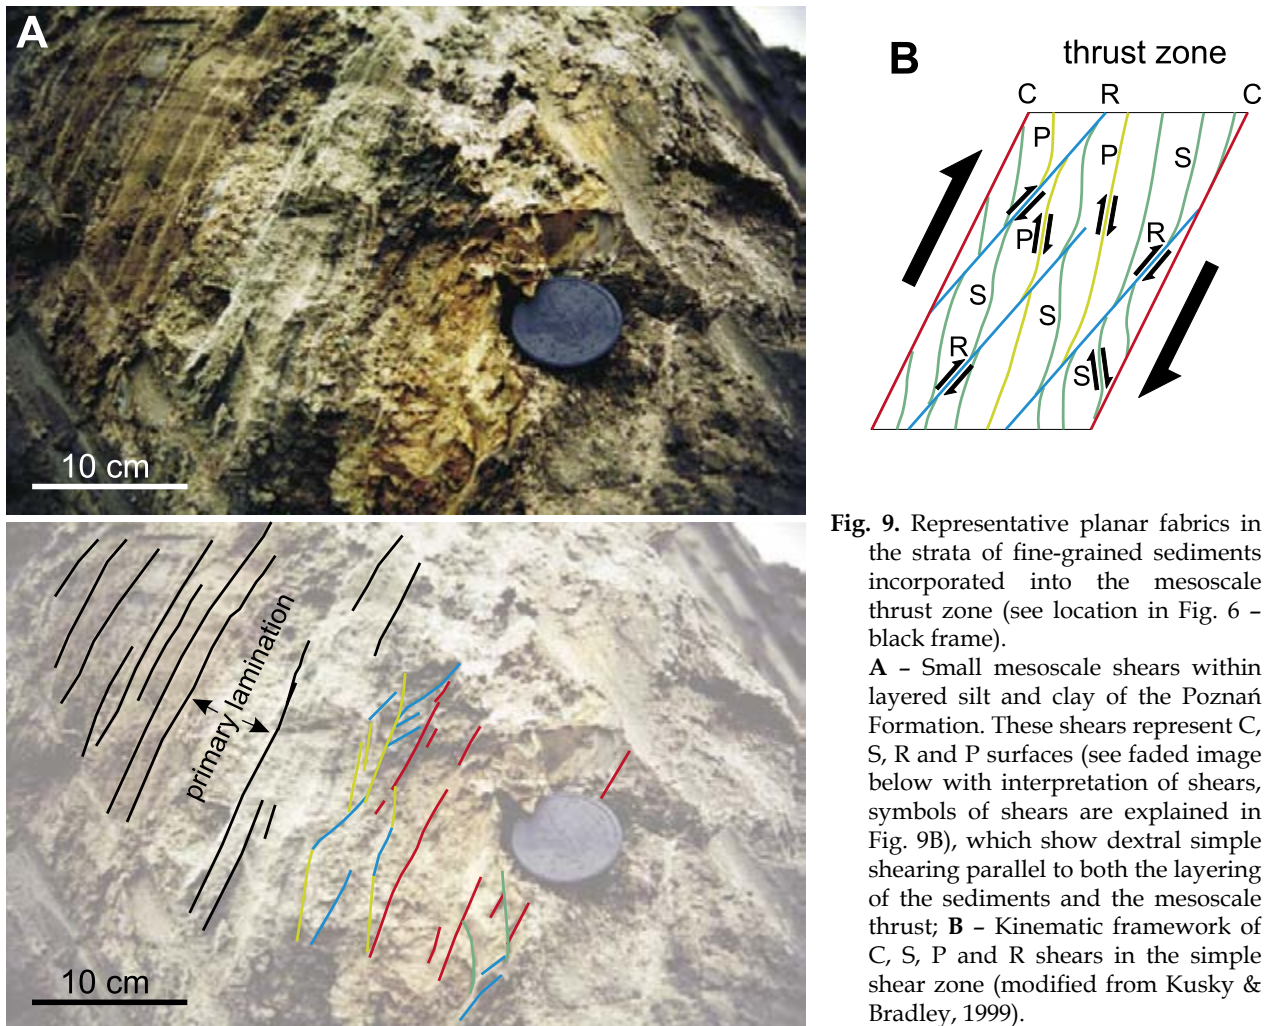 A
10 cm
primary lamination
10 cm
B
thrust zone
C R C
P
P
S
P
R
S
S
R
S
Fig. 9. Representative planar fabrics in
the strata of fine-grained sediments
incorporated into the mesoscale
thrust zone (see location in Fig. 6 –
black frame).
A – Small mesoscale shears within
layered silt and clay of the Poznań
Formation. These shears represent C,
S, R and P surfaces (see faded image
below with interpretation of shears,
symbols of shears are explained in
Fig. 9B), which show dextral simple
shearing parallel to both the layering
of the sediments and the mesoscale
thrust; B – Kinematic framework of
C, S, P and R shears in the simple
shear zone (modified from Kusky &
Bradley, 1999).